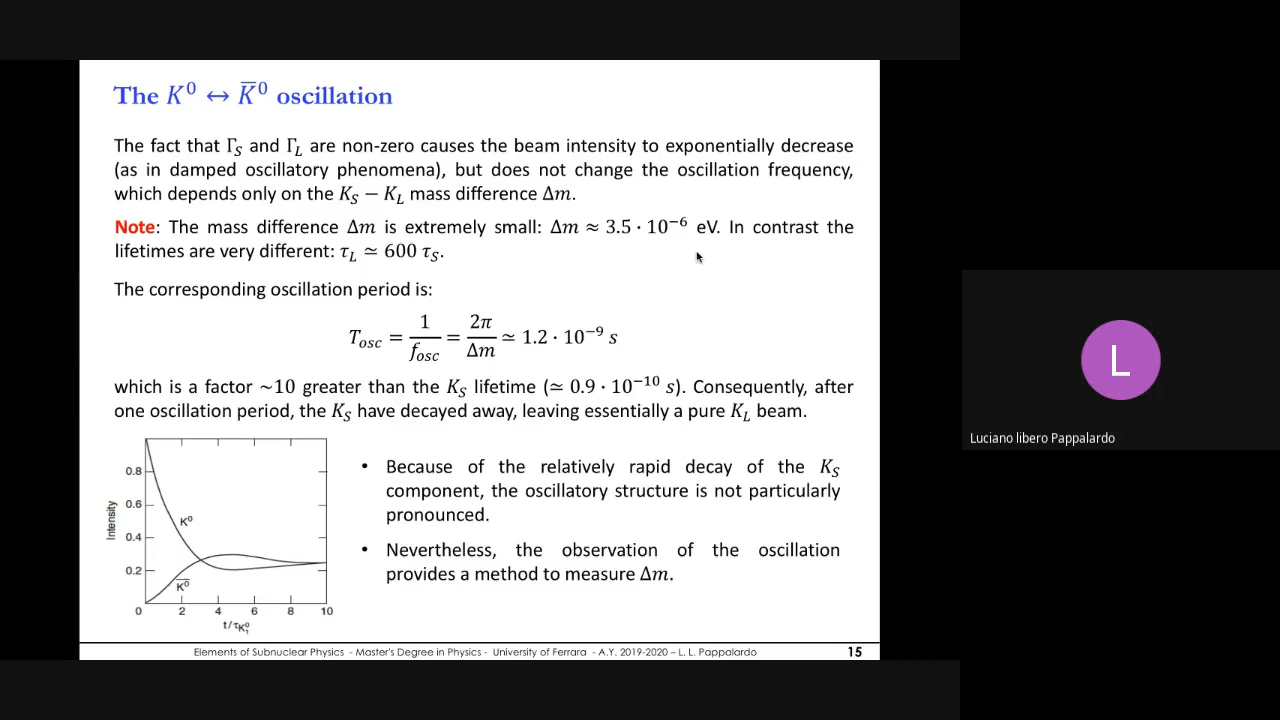 The K⁰ ↔ K̅⁰ oscillation
The fact that Γ_S and Γ_L are non-zero causes the beam intensity to exponentially decrease
(as in damped oscillatory phenomena), but does not change the oscillation frequency,
which depends only on the K_S − K_L mass difference Δm.
Note: The mass difference Δm is extremely small: Δm ≈ 3.5 · 10⁻⁶ eV. In contrast the
lifetimes are very different: τ_L ≃ 600 τ_S.
The corresponding oscillation period is:
T_osc = 1/f_osc = 2π/Δm ≃ 1.2 · 10⁻⁹ s
which is a factor ~10 greater than the K_S lifetime (≃ 0.9 · 10⁻¹⁰ s). Consequently, after
one oscillation period, the K_S have decayed away, leaving essentially a pure K_L beam.
Intensity
0.8
0.6
0.4
0.2
K⁰
K̅⁰
0 2 4 6 8 10
t/τ_K₁⁰
• Because of the relatively rapid decay of the K_S
component, the oscillatory structure is not particularly
pronounced.
• Nevertheless, the observation of the oscillation
provides a method to measure Δm.
Elements of Subnuclear Physics - Master's Degree in Physics - University of Ferrara - A.Y. 2019-2020 – L. L. Pappalardo
15
L
Luciano libero Pappalardo